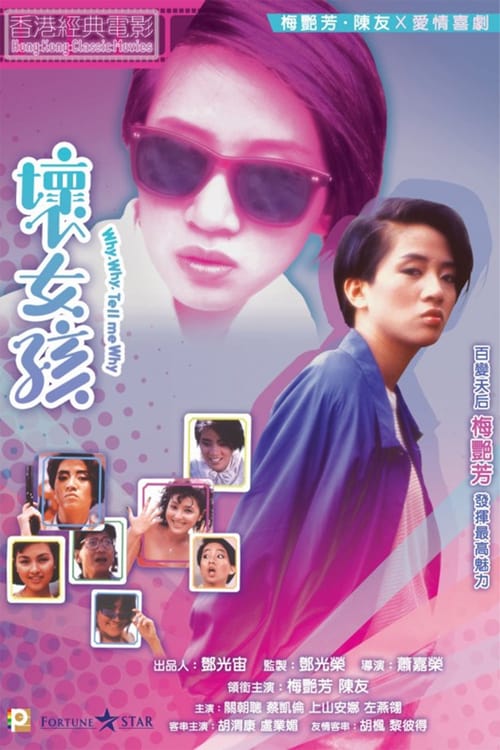 香港經典電影
Hong Kong Classic Movies
梅艷芳・陳友X愛情喜劇
壞女孩
Why Why Tell me Why
百變天后 梅艷芳 發揮最高魅力
出品人：鄧光宙 監製：鄧光榮 導演：蕭嘉榮
領銜主演：梅艷芳 陳友
主演：關朝聰 蔡凱倫 上山安娜 左燕翎
客串主演：胡渭康 盧業媚 友情客串：胡楓 黎彼得
P
FORTUNE STAR